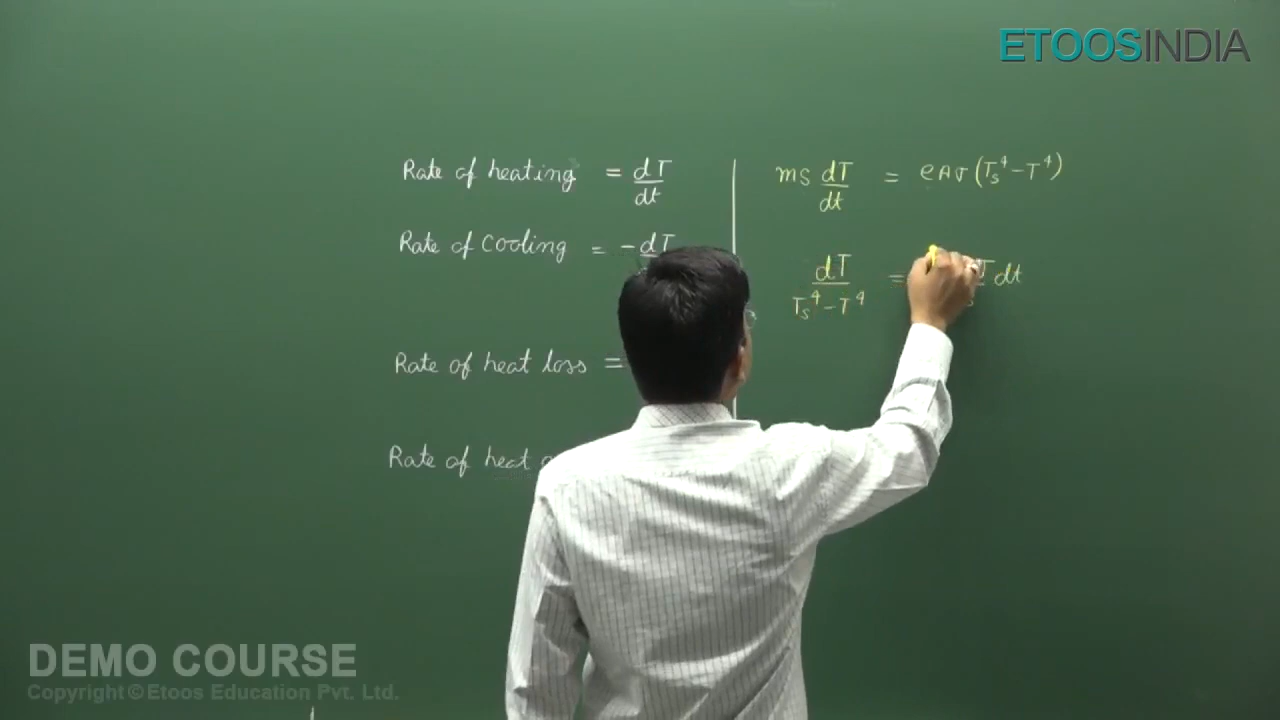 ETOOSINDIA
Rate of heating = dT/dt
Rate of cooling = -dT
Rate of heat loss =
Rate of heat
ms dT/dt = eAσ(Ts⁴-T⁴)
dT/Ts⁴-T⁴ = dt
DEMO COURSE
Copyright © Etoos Education Pvt. Ltd.